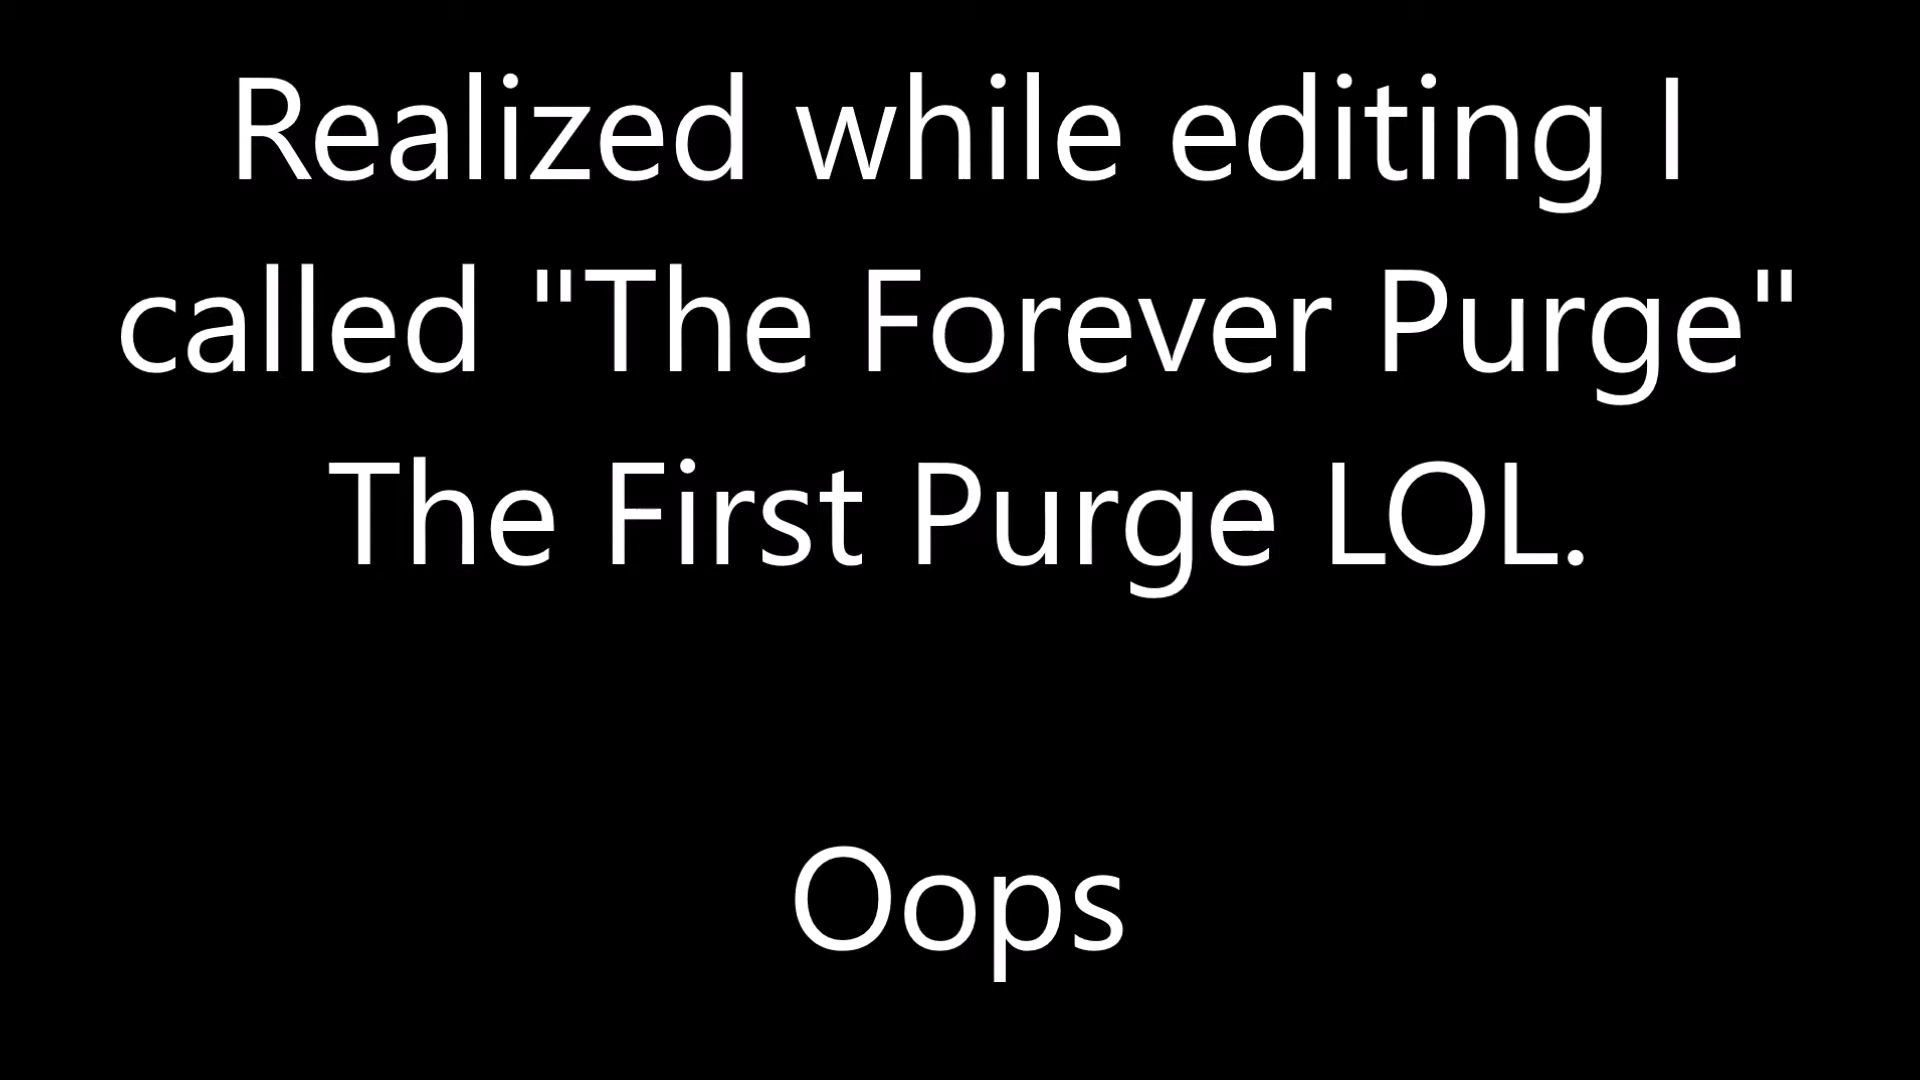 Realized while editing I
called "The Forever Purge"
The First Purge LOL.
Oops